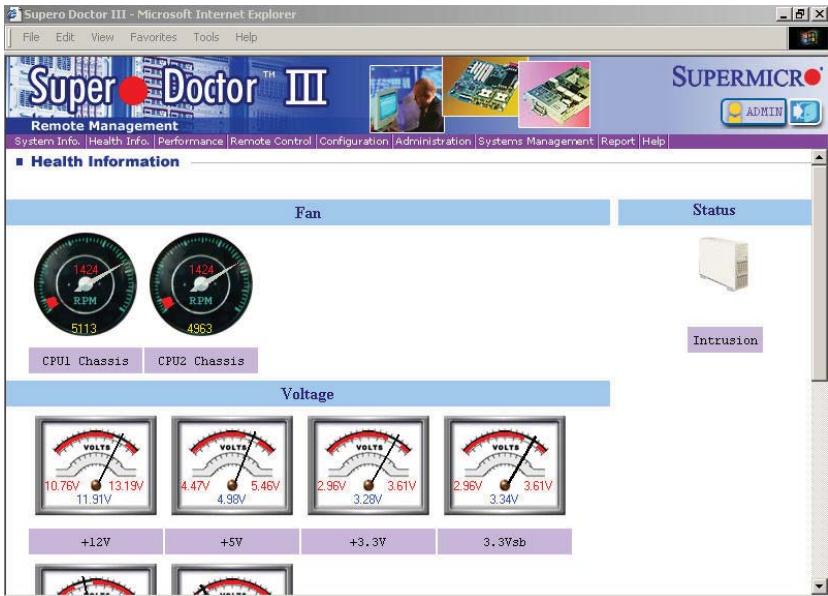 Supero Doctor III - Microsoft Internet Explorer
File Edit View Favorites Tools Help
Super Doctor™ III
SUPERMICRO
Remote Management
ADMIN
System Info. Health Info. Performance Remote Control Configuration Administration Systems Management Report Help
Health Information
Fan
Status
1424
RPM
5113
1424
RPM
4963
CPU1 Chassis
CPU2 Chassis
Intrusion
Voltage
VOLTS
10.76V 13.19V
11.91V
VOLTS
4.47V 5.46V
4.98V
VOLTS
2.96V 3.61V
3.28V
VOLTS
2.96V 3.61V
3.34V
+12V
+5V
+3.3V
3.3Vsb